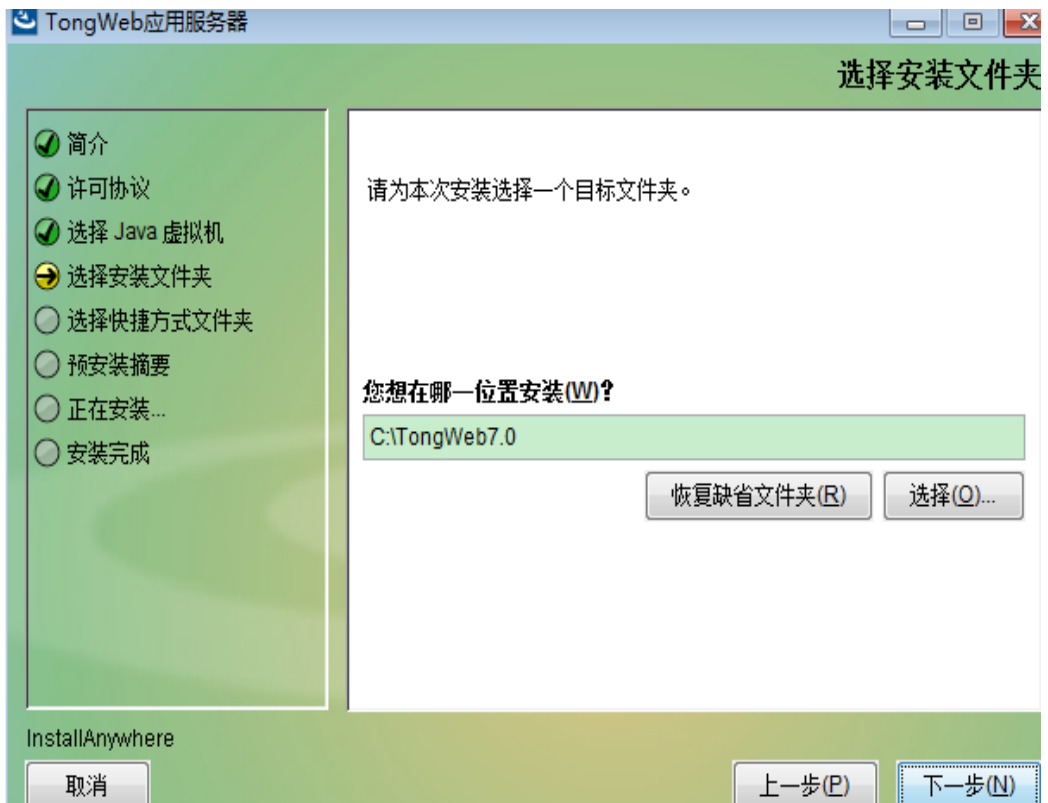 TongWeb应用服务器
选择安装文件夹
简介
许可协议
选择 Java 虚拟机
选择安装文件夹
选择快捷方式文件夹
预安装摘要
正在安装...
安装完成
请为本次安装选择一个目标文件夹。
您想在哪一位置安装(W)?
C:\TongWeb7.0
恢复缺省文件夹(R) 选择(O)...
InstallAnywhere
取消 上一步(P) 下一步(N)